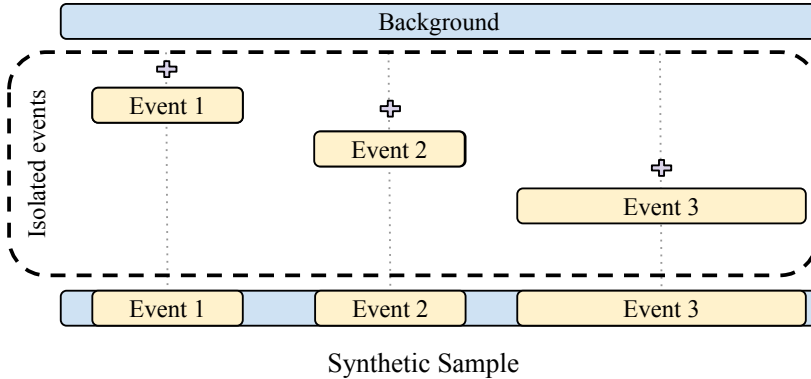 Background
Isolated events
Event 1
Event 2
Event 3
Event 1
Event 2
Event 3
Synthetic Sample